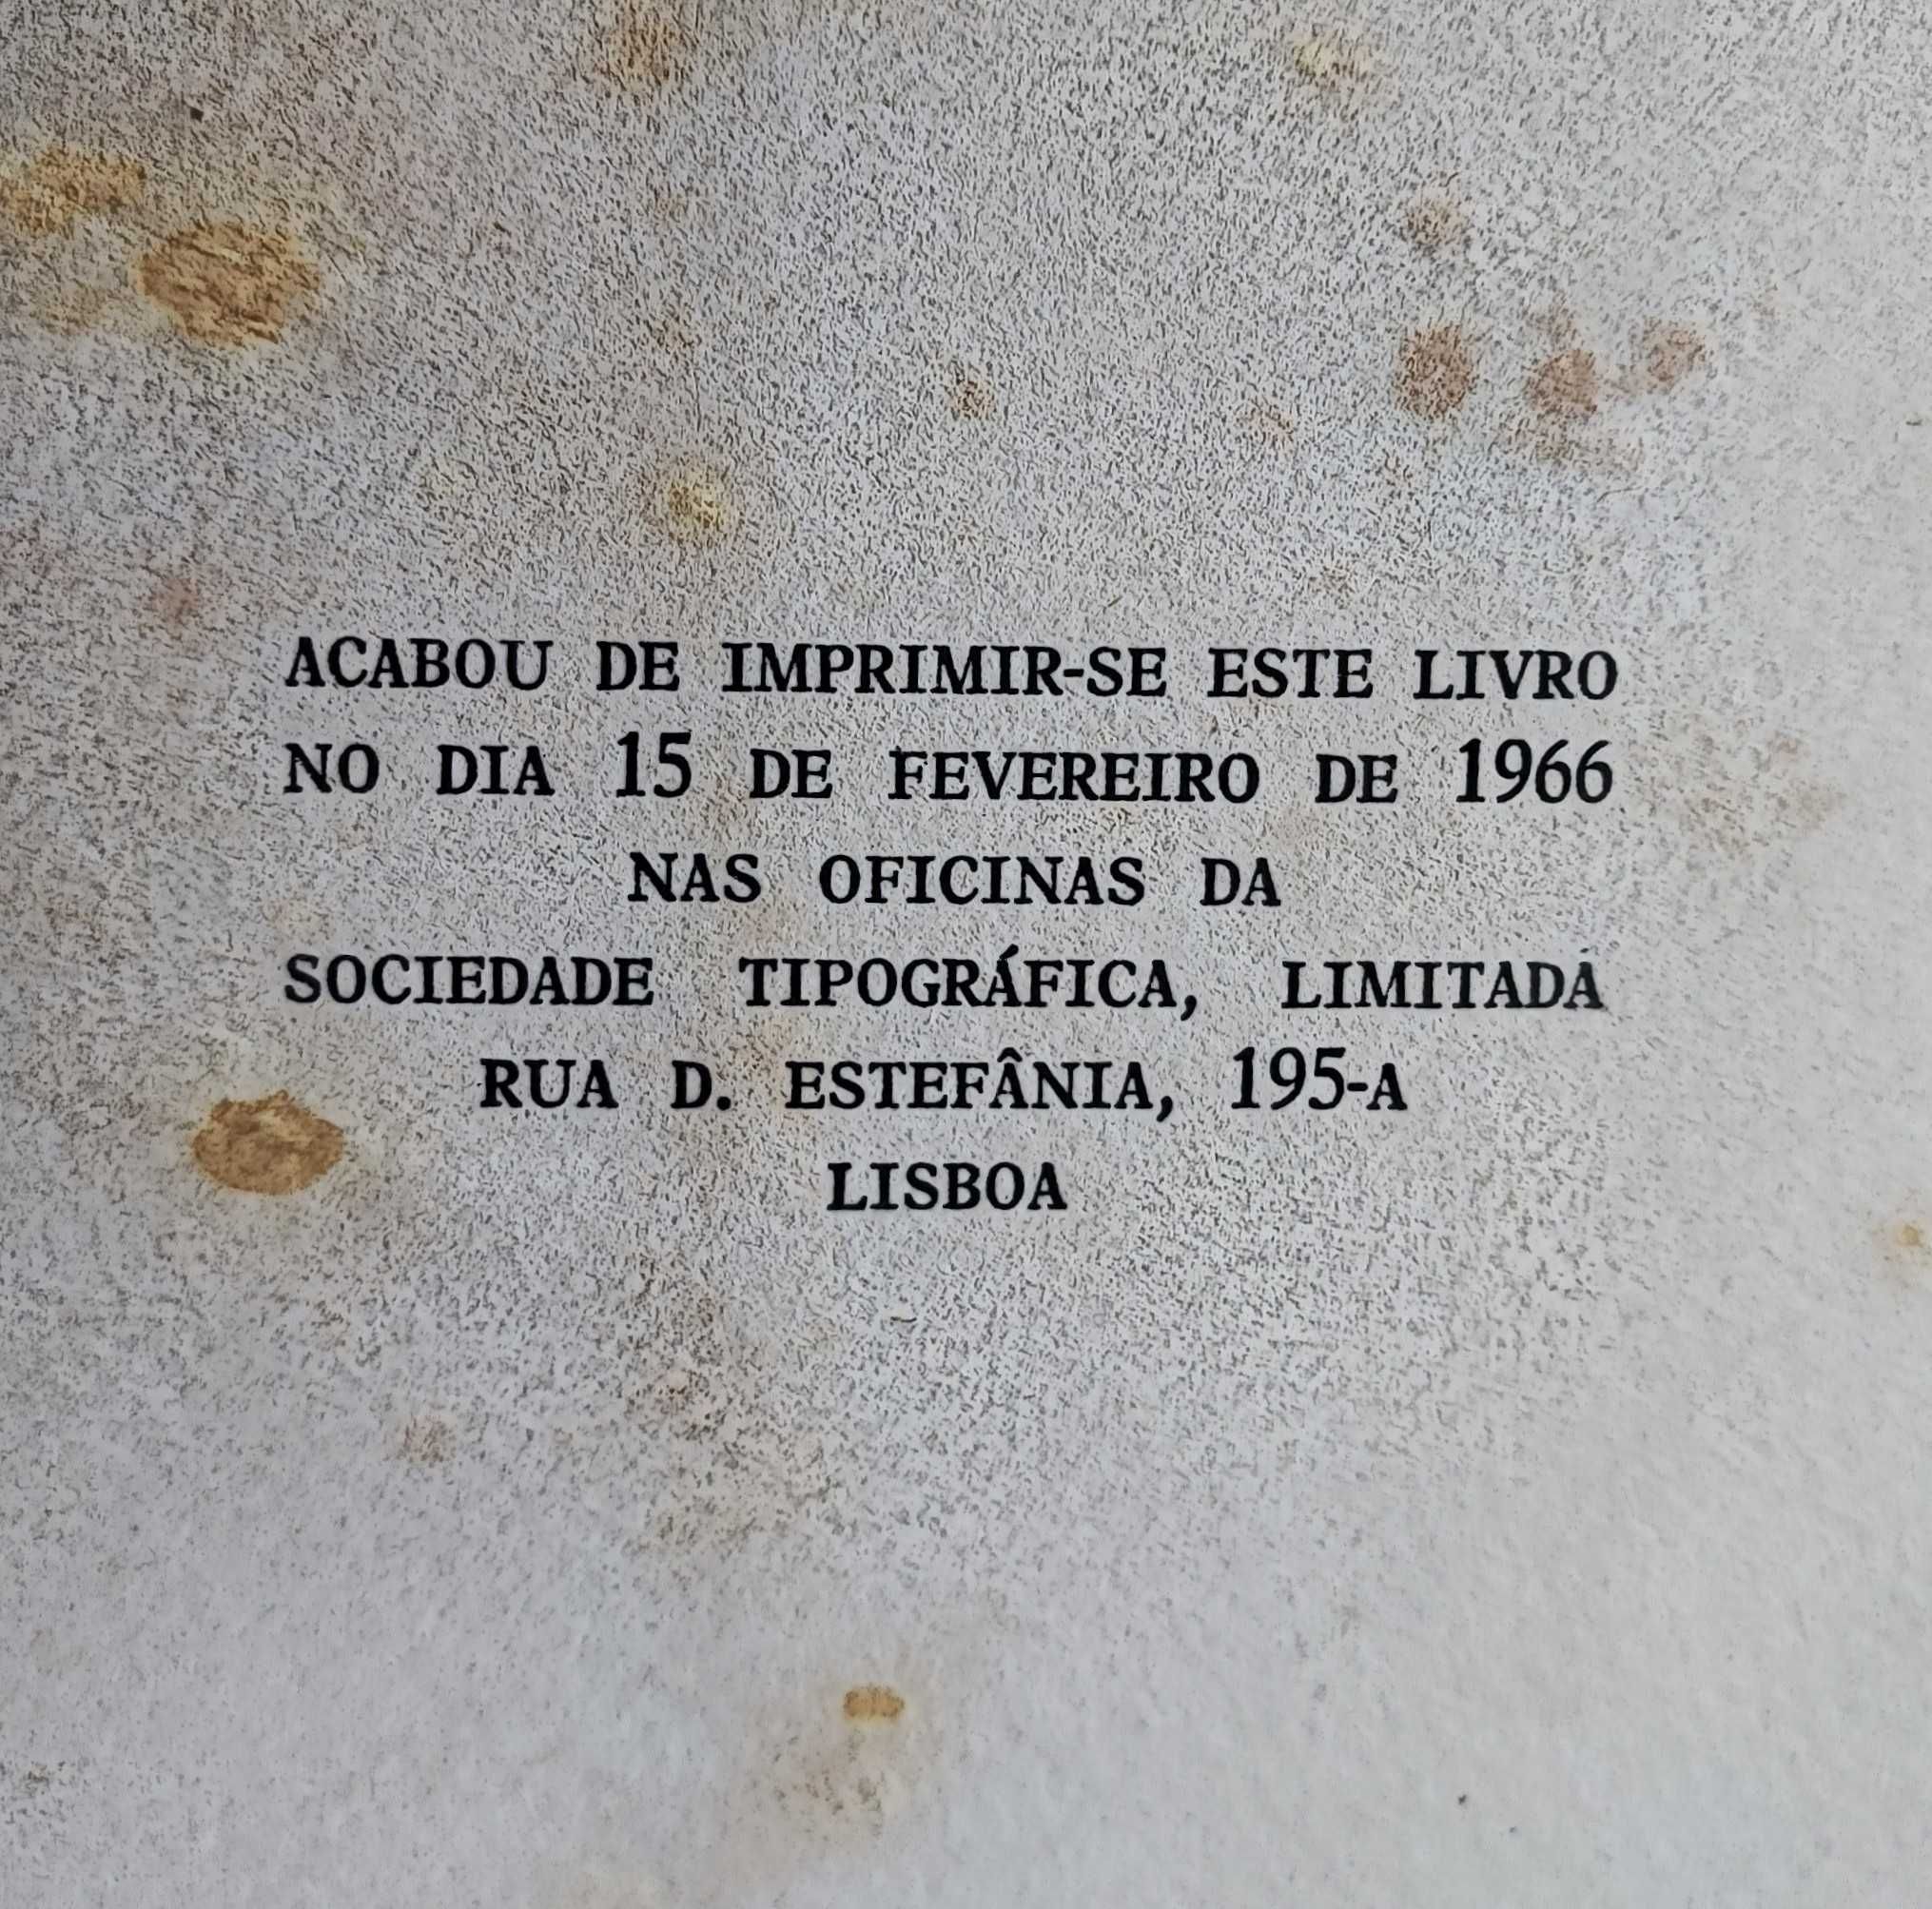 ACABOU DE IMPRIMIR-SE ESTE LIVRO
NO DIA 15 DE FEVEREIRO DE 1966
NAS OFICINAS DA
SOCIEDADE TIPOGRÁFICA, LIMITADA
RUA D. ESTEFÂNIA, 195-A
LISBOA